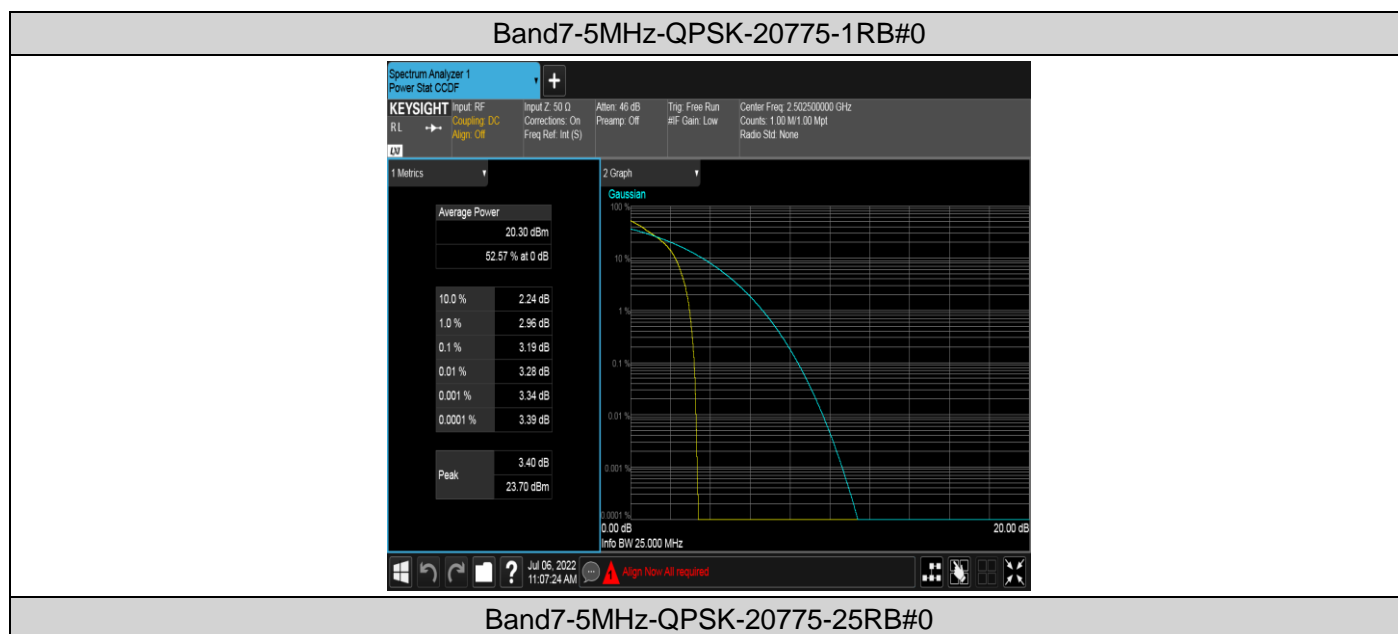 Band7-5MHz-QPSK-20775-1RB#0
Spectrum Analyzer 1
Power Stat CCDF
KEYSIGHT
RL
LXI
Input: RF
Coupling: DC
Align: Off
Input Z: 50 Ω
Corrections: On
Freq Ref: Int (S)
Atten: 46 dB
Preamp: Off
Trig: Free Run
#IF Gain: Low
Center Freq: 2.502500000 GHz
Counts: 1.00 M/1.00 Mpt
Radio Std: None
1 Metrics
Average Power
20.30 dBm
52.57 % at 0 dB
10.0 % 2.24 dB
1.0 % 2.96 dB
0.1 % 3.19 dB
0.01 % 3.28 dB
0.001 % 3.34 dB
0.0001 % 3.39 dB
Peak
3.40 dB
23.70 dBm
2 Graph
Gaussian
100 %
10 %
1 %
0.1 %
0.01 %
0.001 %
0.0001 %
0.00 dB 20.00 dB
Info BW 25.000 MHz
?
Jul 06, 2022
11:07:24 AM
Align Now All required
Band7-5MHz-QPSK-20775-25RB#0